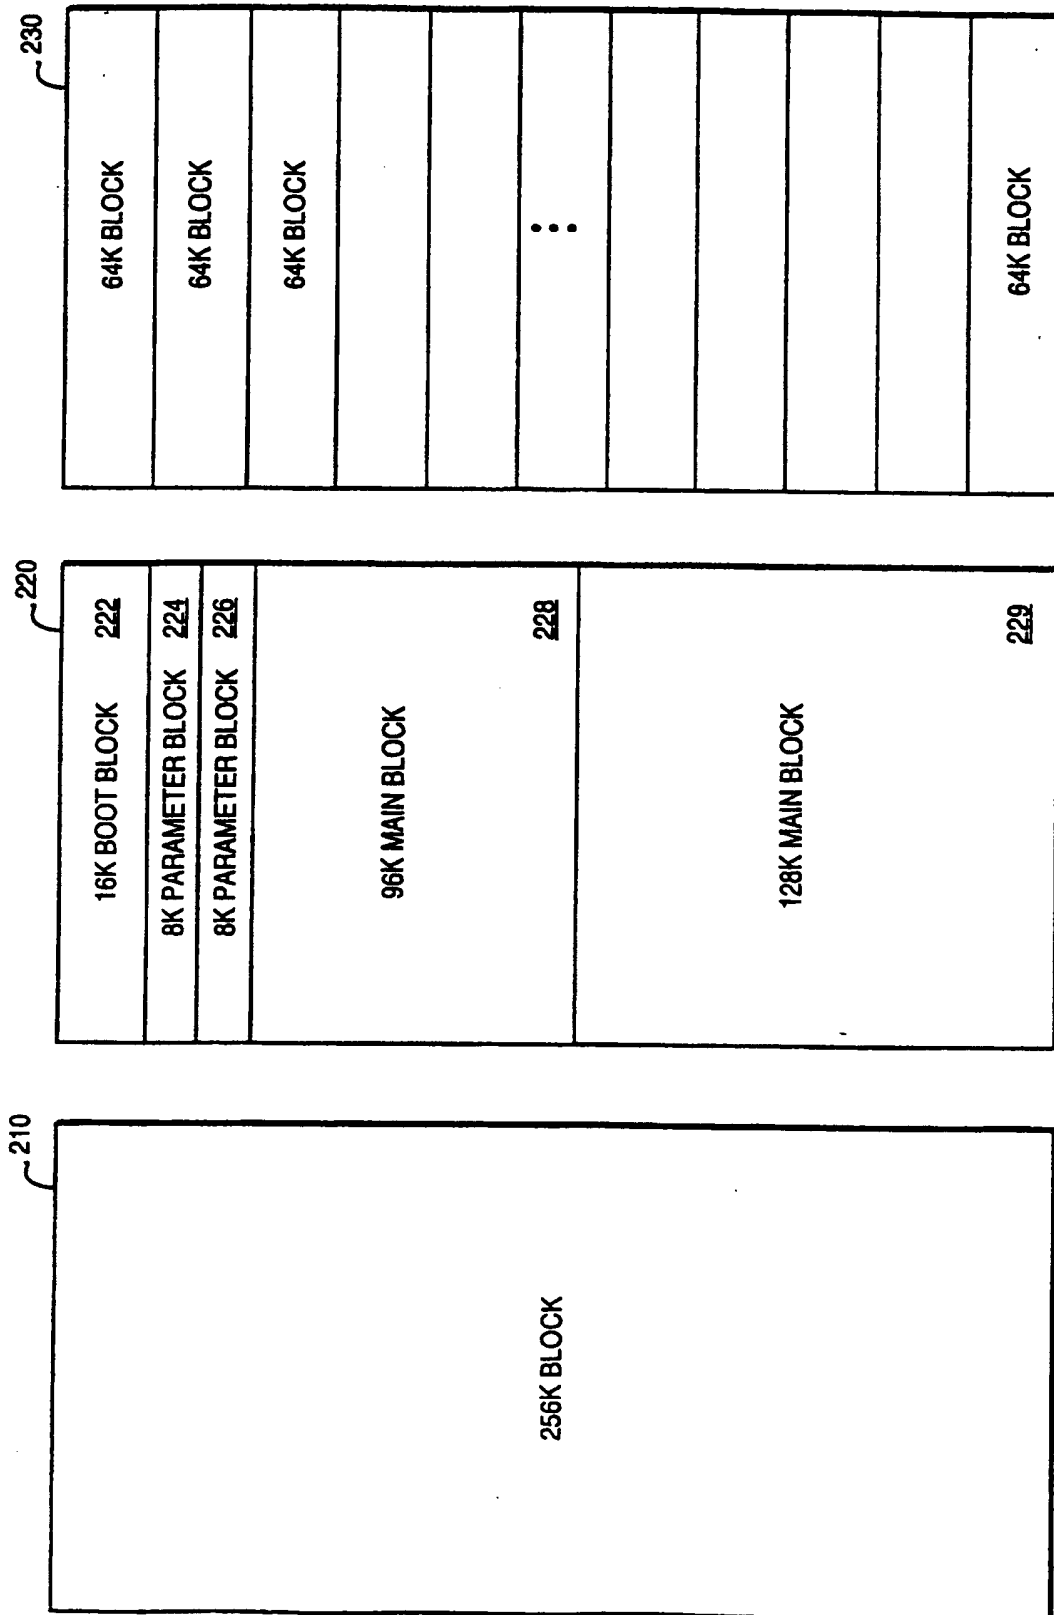 210
256K BLOCK
220
16K BOOT BLOCK 222
8K PARAMETER BLOCK 224
8K PARAMETER BLOCK 226
96K MAIN BLOCK
228
128K MAIN BLOCK
229
230
64K BLOCK
64K BLOCK
64K BLOCK
64K BLOCK